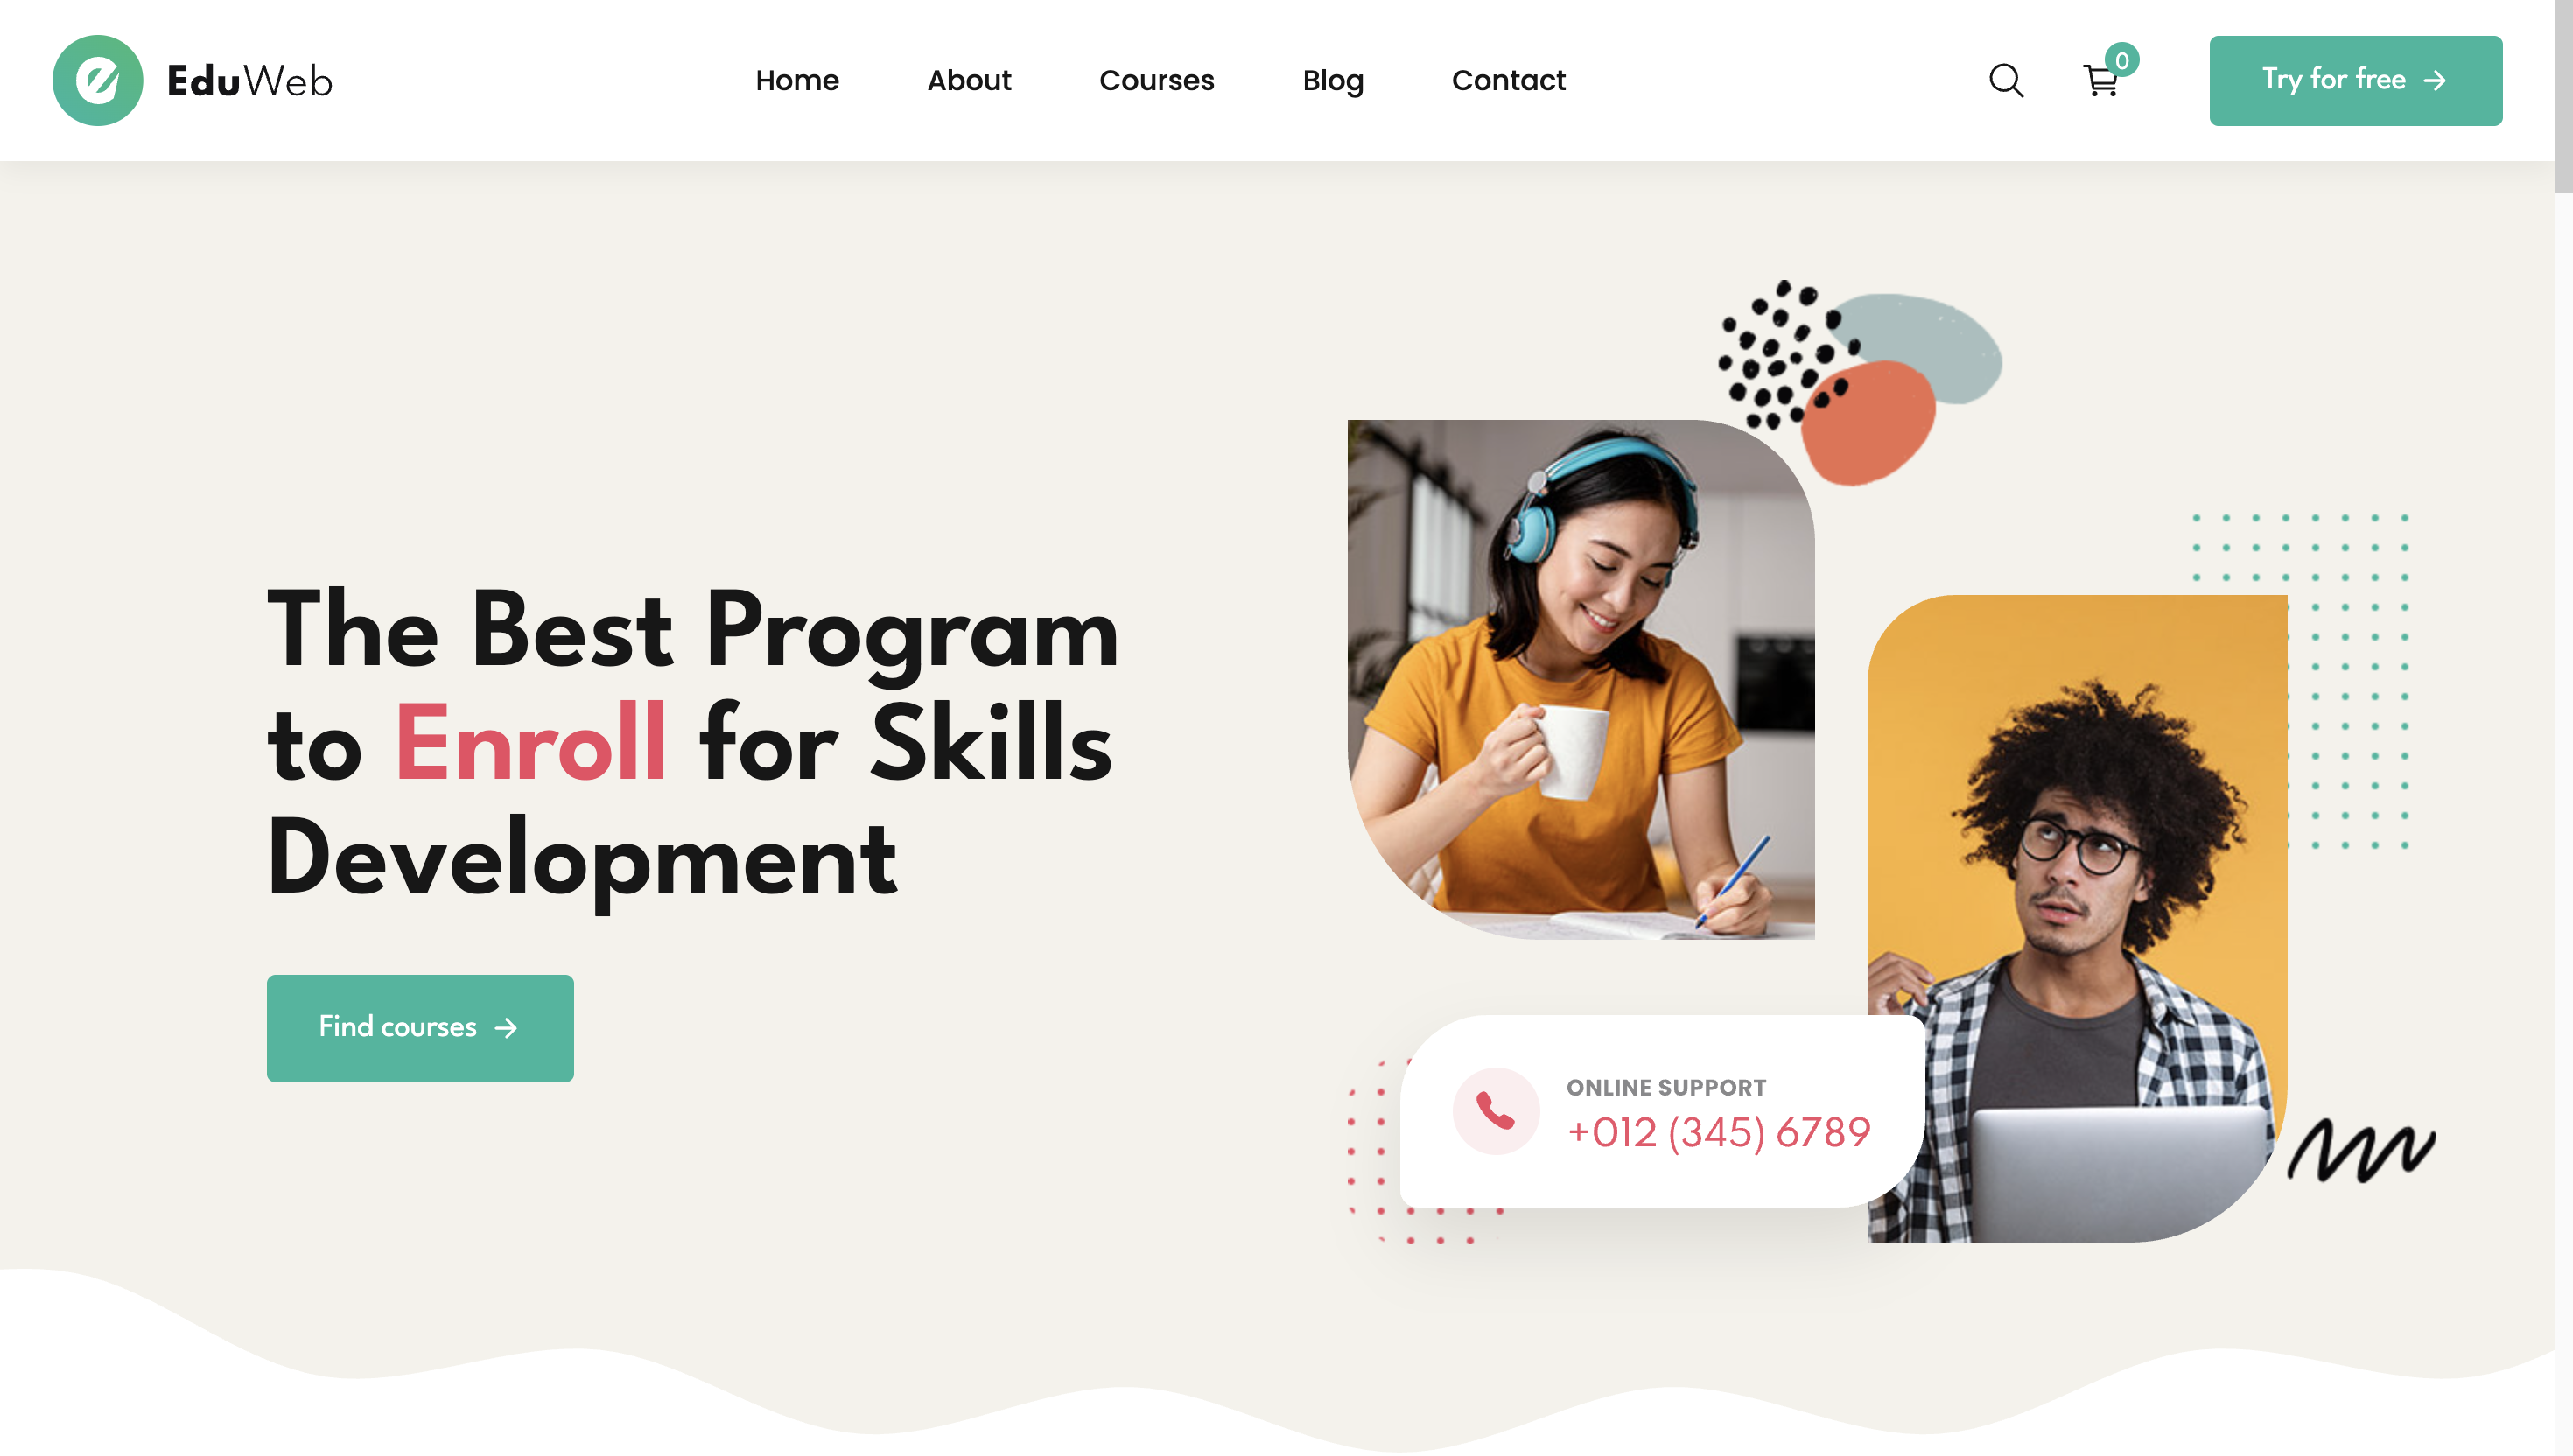 EduWeb
Home
About
Courses
Blog
Contact
0
Try for free →
The Best Program
to Enroll for Skills
Development
Find courses →
ONLINE SUPPORT
+012 (345) 6789